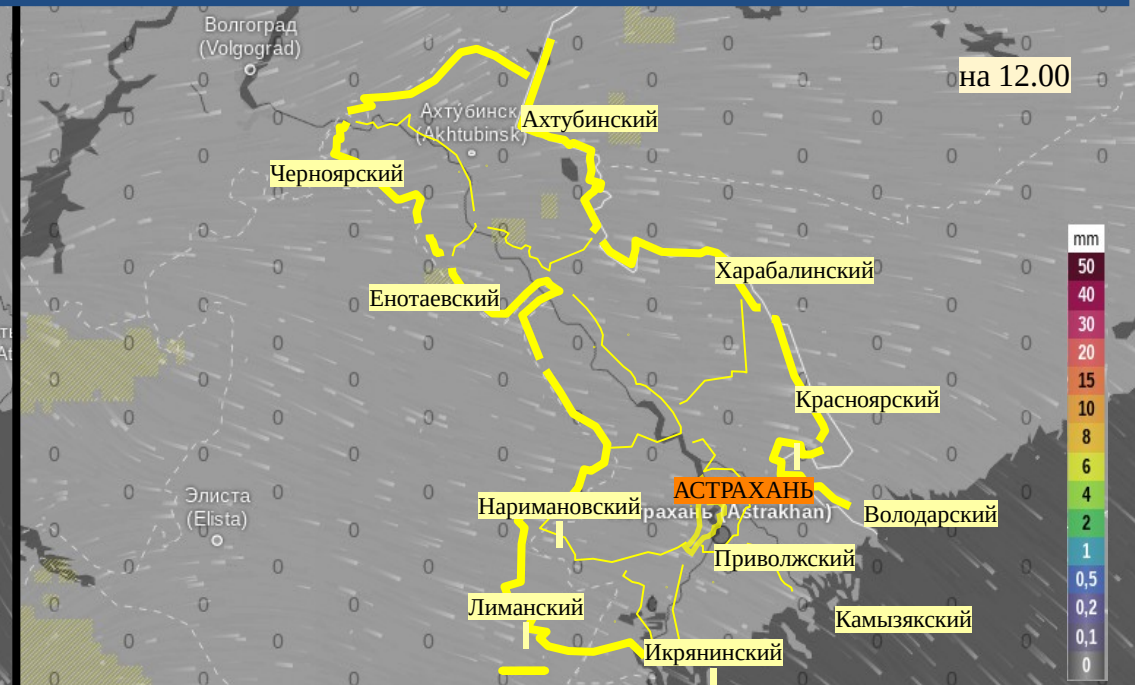 Волгоград
(Volgograd)
на 12.00
Ахтубинск
(Akhtubinsk)
Ахтубинский
Черноярский
mm
Харабалинский
50
Енотаевский
40
30
20
15
Красноярский
10
8
6
АСТРАХАНЬ
4
Элиста
(Elista)
Наримановский
трахань (Astrakhan)
Володарский
2
1
Приволжский
0,5
Лиманский
0,2
Камызякский
0,1
Икрянинский
0